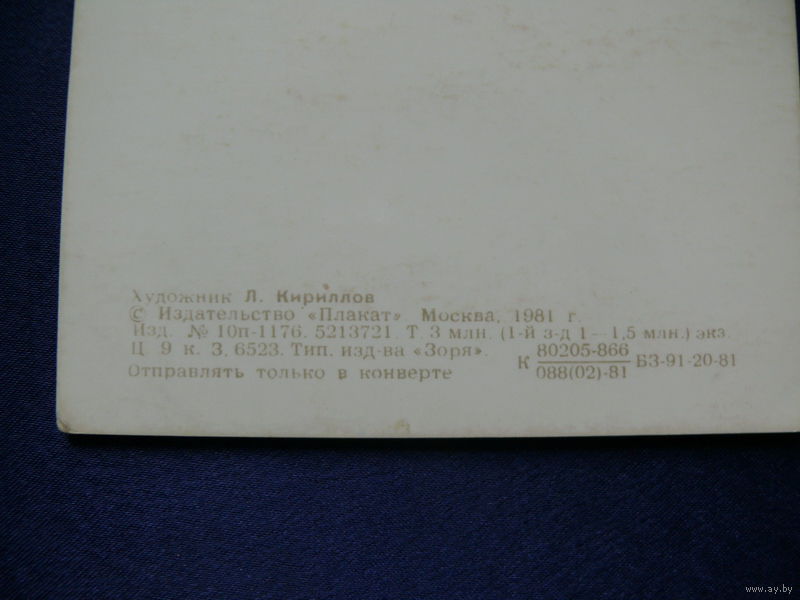 Художник Л. Кириллов
© Издательство «Плакат» Москва, 1981 г.
Изд. № 10п-1176. 5213721. Т. 3 млн. (1-й з-д 1—1,5 млн.) экз.
Ц 9 к. З. 6523. Тип. изд-ва «Зоря».
К 80205-866 БЗ-91-20-81
088(02)-81
Отправлять только в конверте
www.ay.by